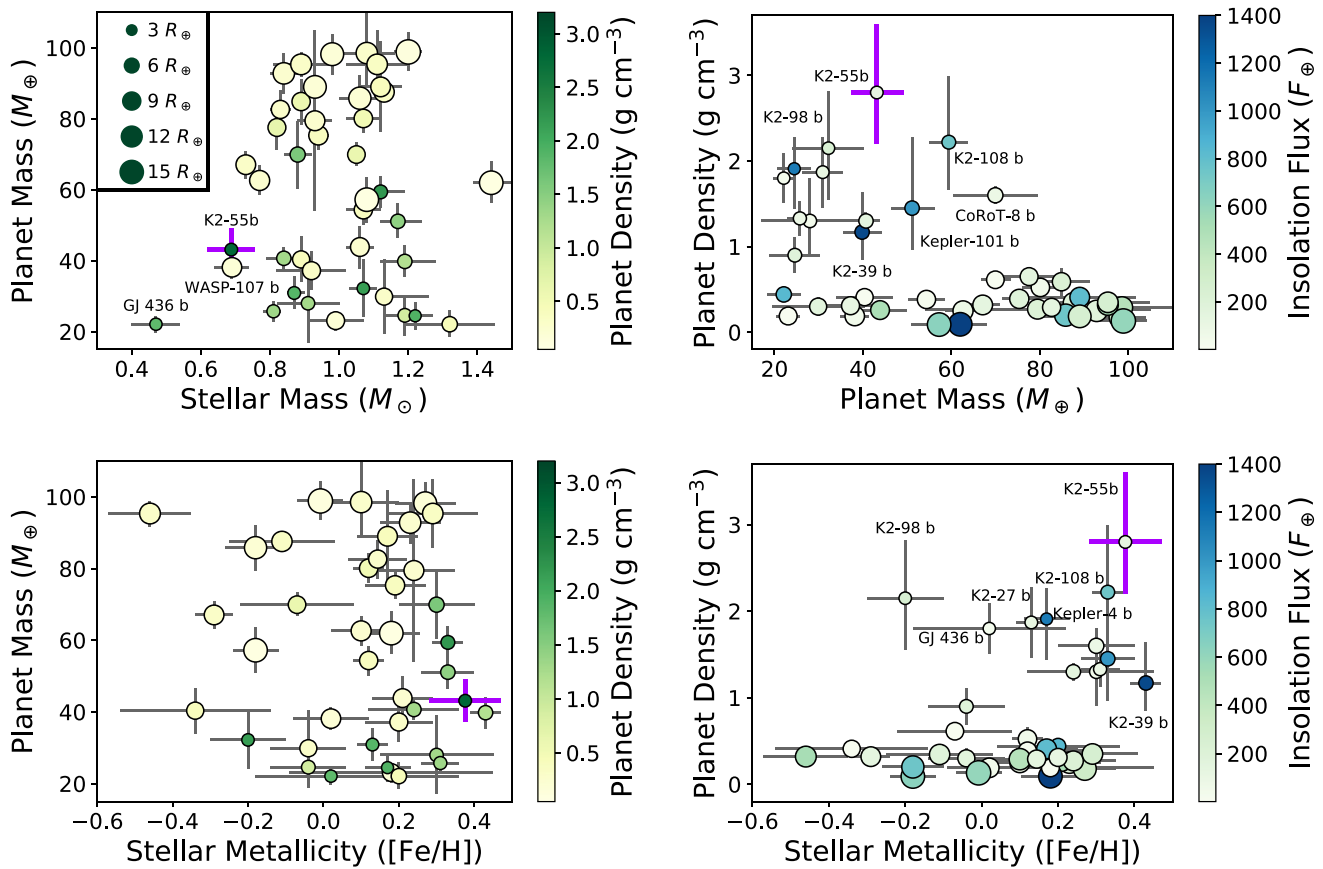 3 R⊕
6 R⊕
9 R⊕
12 R⊕
15 R⊕
K2-55b
WASP-107 b
GJ 436 b
100
80
60
40
20
0.4 0.6 0.8 1.0 1.2 1.4
Planet Mass (M⊕)
Stellar Mass (M⊙)
3.0
2.5
2.0
1.5
1.0
0.5
Planet Density (g cm⁻³)
K2-55b
K2-98 b
K2-108 b
CoRoT-8 b
Kepler-101 b
K2-39 b
3
2
1
0
20 40 60 80 100
Planet Density (g cm⁻³)
Planet Mass (M⊕)
1400
1200
1000
800
600
400
200
Insolation Flux (F⊕)
100
80
60
40
20
−0.6 −0.4 −0.2 0.0 0.2 0.4
Planet Mass (M⊕)
Stellar Metallicity ([Fe/H])
3.0
2.5
2.0
1.5
1.0
0.5
Planet Density (g cm⁻³)
K2-55b
K2-98 b
K2-108 b
K2-27 b
Kepler-4 b
GJ 436 b
K2-39 b
3
2
1
0
−0.6 −0.4 −0.2 0.0 0.2 0.4
Planet Density (g cm⁻³)
Stellar Metallicity ([Fe/H])
1400
1200
1000
800
600
400
200
Insolation Flux (F⊕)